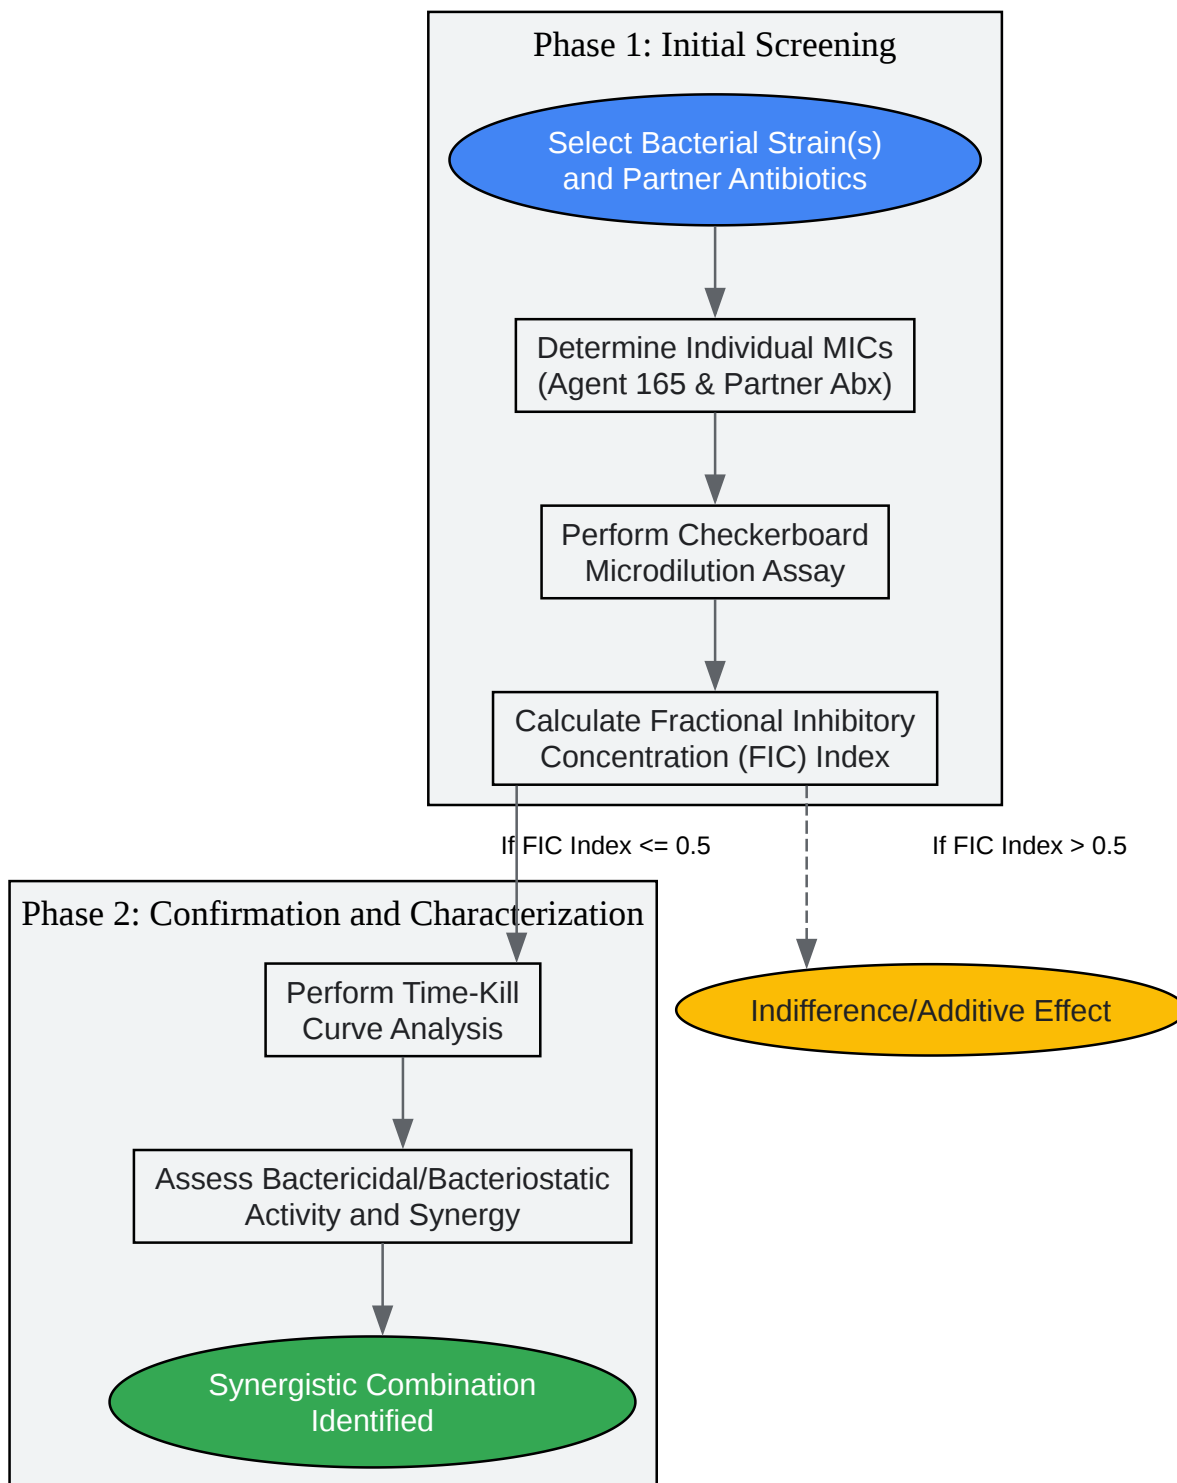 Phase 1: Initial Screening
Select Bacterial Strain(s)
and Partner Antibiotics
Determine Individual MICs
(Agent 165 & Partner Abx)
Perform Checkerboard
Microdilution Assay
Calculate Fractional Inhibitory
Concentration (FIC) Index
If FIC Index <= 0.5
If FIC Index > 0.5
Phase 2: Confirmation and Characterization
Perform Time-Kill
Curve Analysis
Indifference/Additive Effect
Assess Bactericidal/Bacteriostatic
Activity and Synergy
Synergistic Combination
Identified